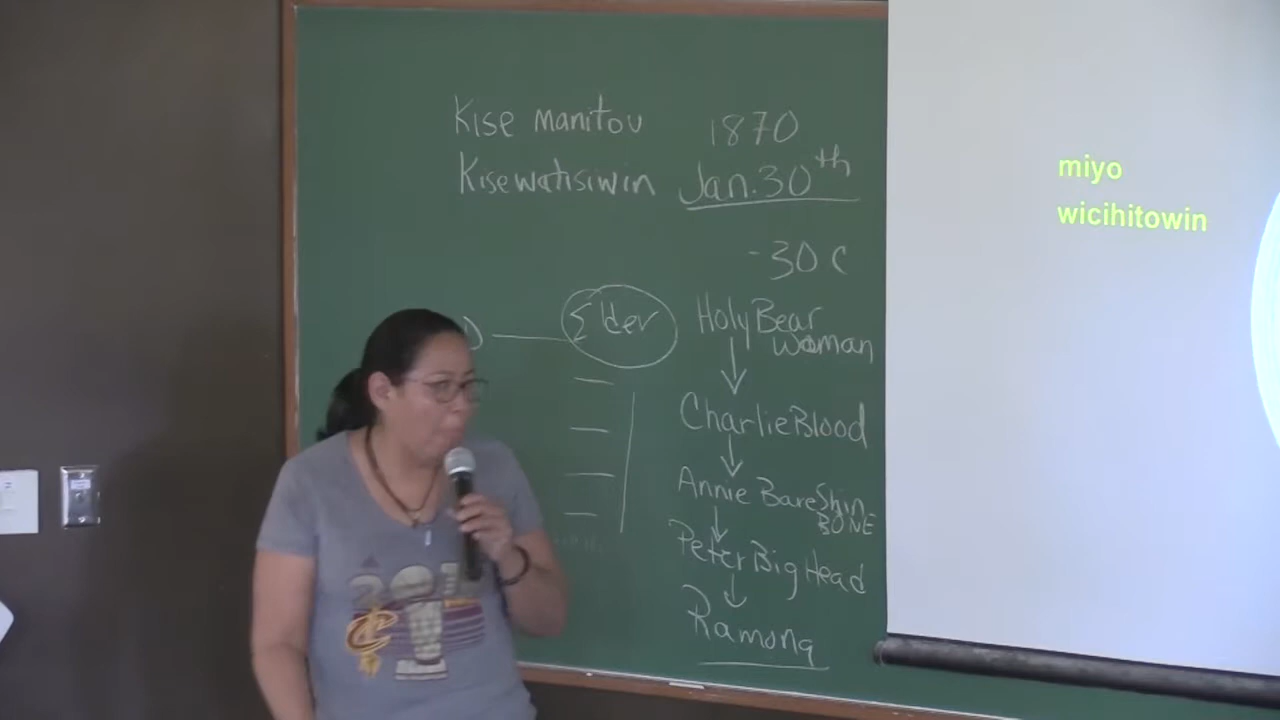 Kise manitou
Kisewatisiwin
1870
Jan. 30th
-30 C
Elder
Holy Bear
Woman
Charlie Blood
Annie Bare Shin
BONE
Peter Big Head
Ramona
miyo
wicihitowin